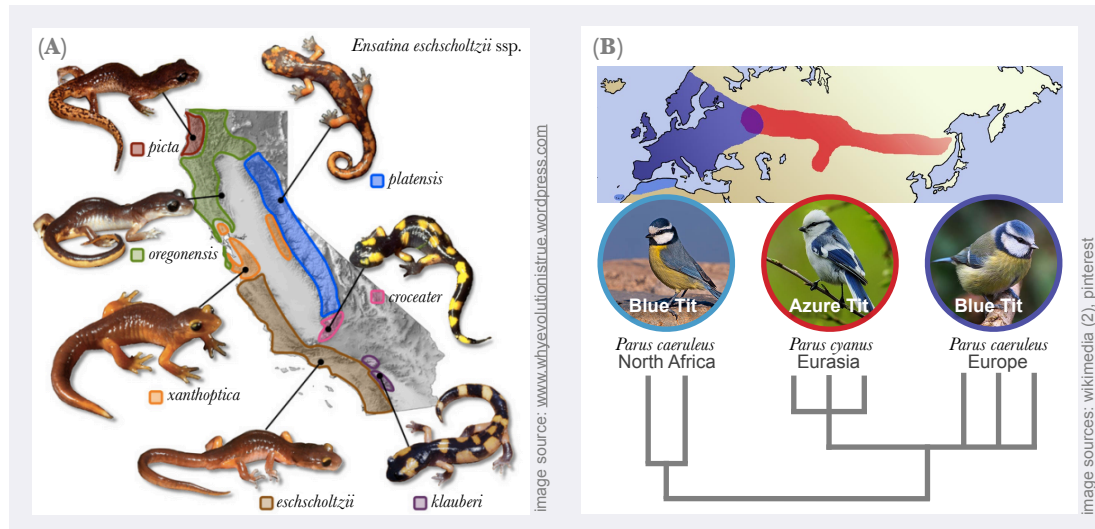 (A)
Ensatina eschscholtzii ssp.
picta
platensis
oregonensis
croceater
xanthoptica
eschscholtzii
klauberi
image source: www.whyevolutionistrue.wordpress.com
(B)
Blue Tit
Azure Tit
Blue Tit
Parus caeruleus
Parus cyanus
Parus caeruleus
North Africa
Eurasia
Europe
image sources: wikimedia (2), pinterest